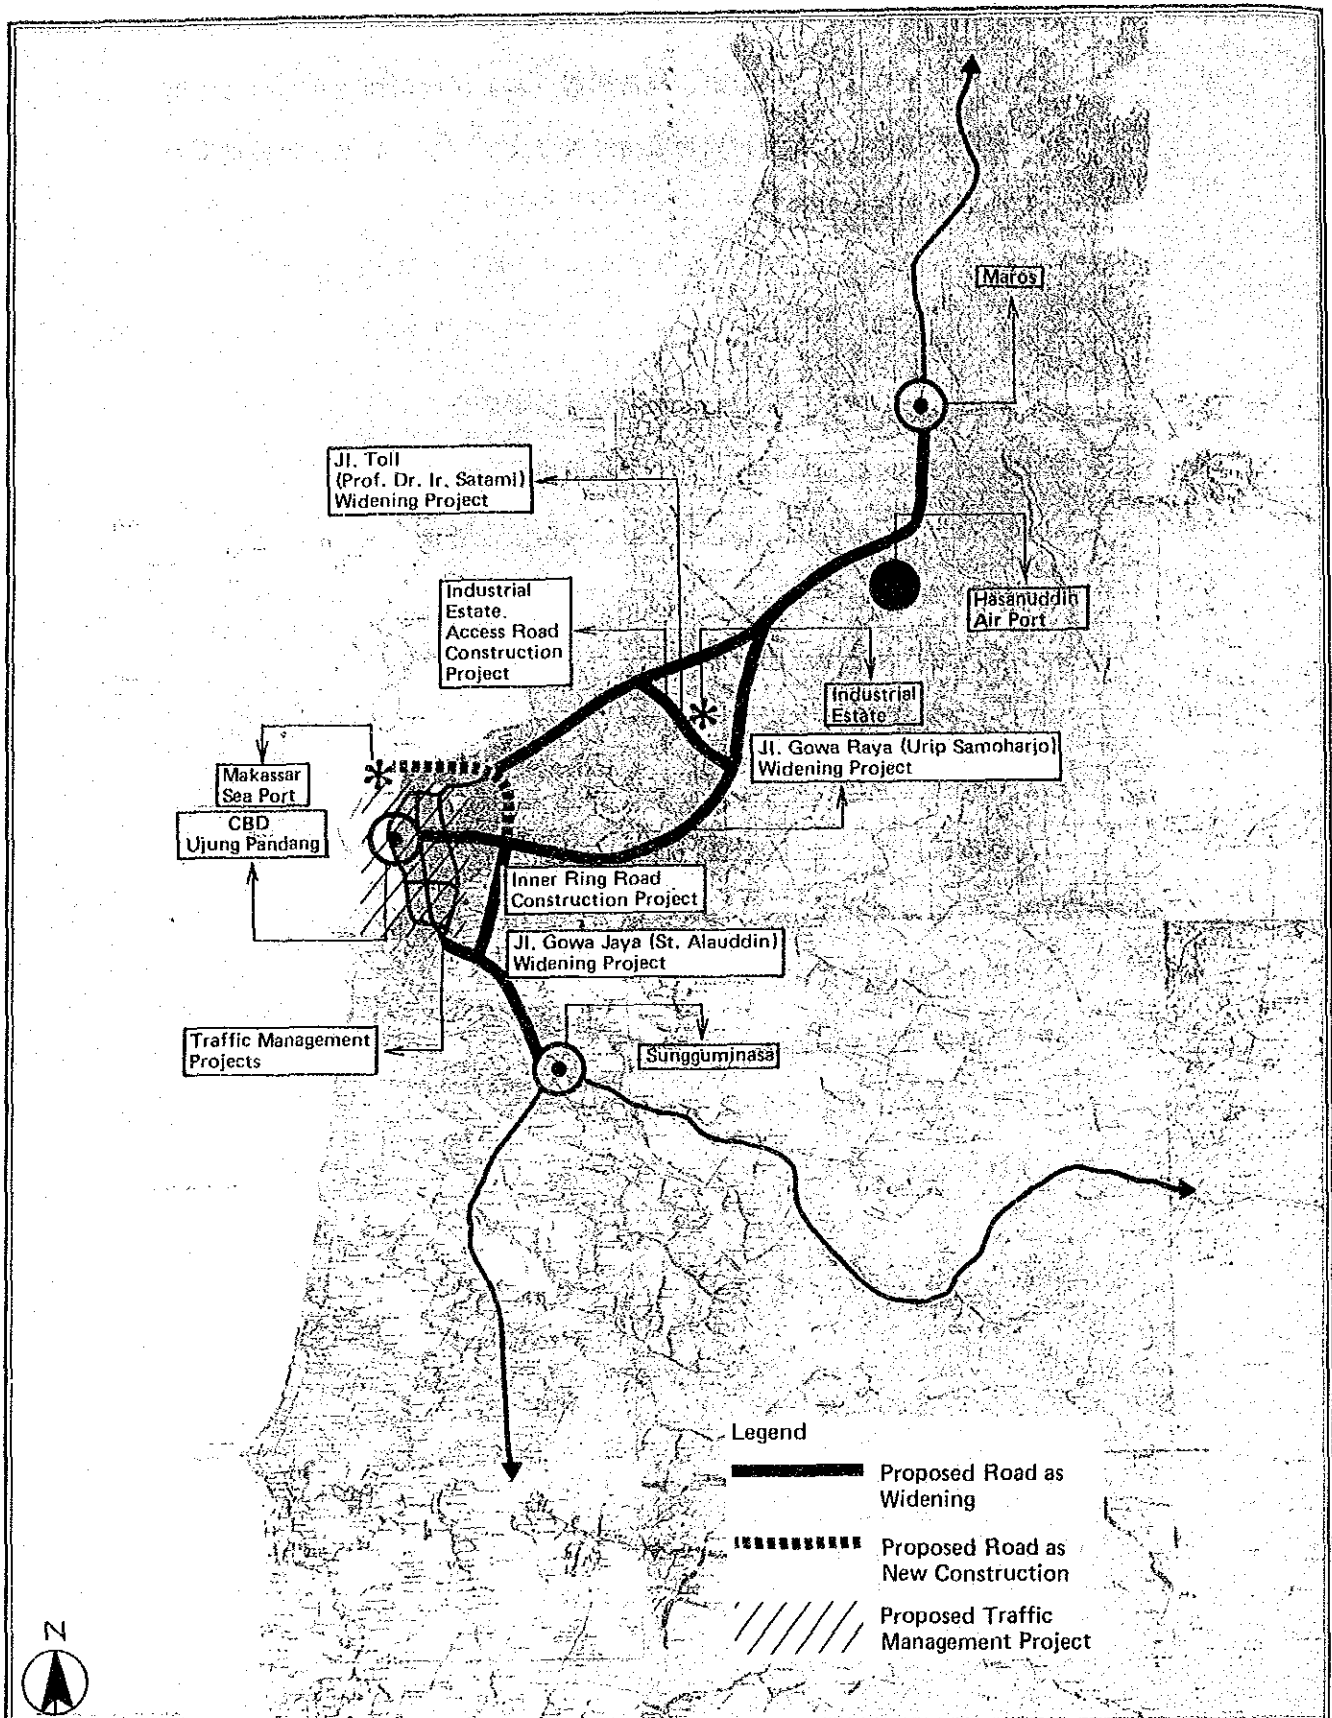 Maros
Jl. Toll
(Prof. Dr. Ir. Satami)
Widening Project
Industrial
Estate.
Access Road
Construction
Project
Hasanuddin
Air Port
Industrial
Estate
Jl. Gowa Raya (Urip Samoharjo)
Widening Project
Makassar
Sea Port
CBD
Ujung Pandang
Inner Ring Road
Construction Project
Jl. Gowa Jaya (St. Alauddin)
Widening Project
Traffic Management
Projects
Sungguminasa
Legend
Proposed Road as
Widening
Proposed Road as
New Construction
Proposed Traffic
Management Project
N